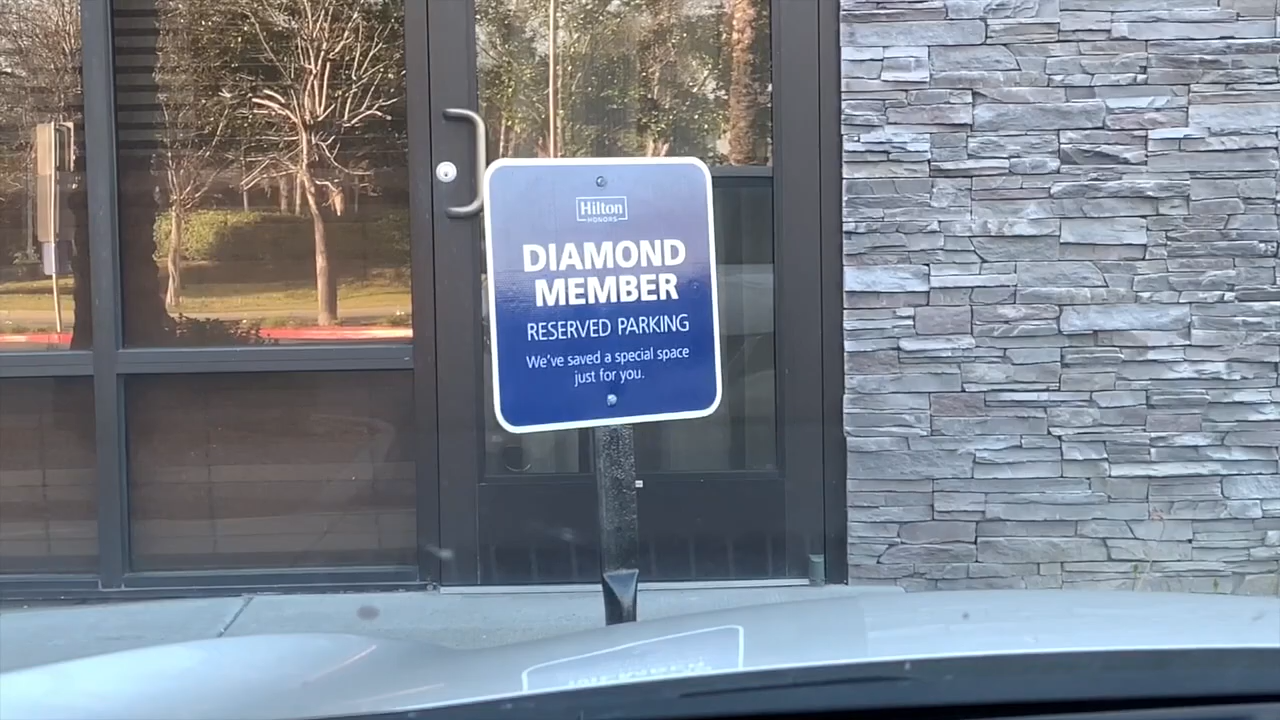 Hilton
HONORS
DIAMOND
MEMBER
RESERVED PARKING
We've saved a special space
just for you.